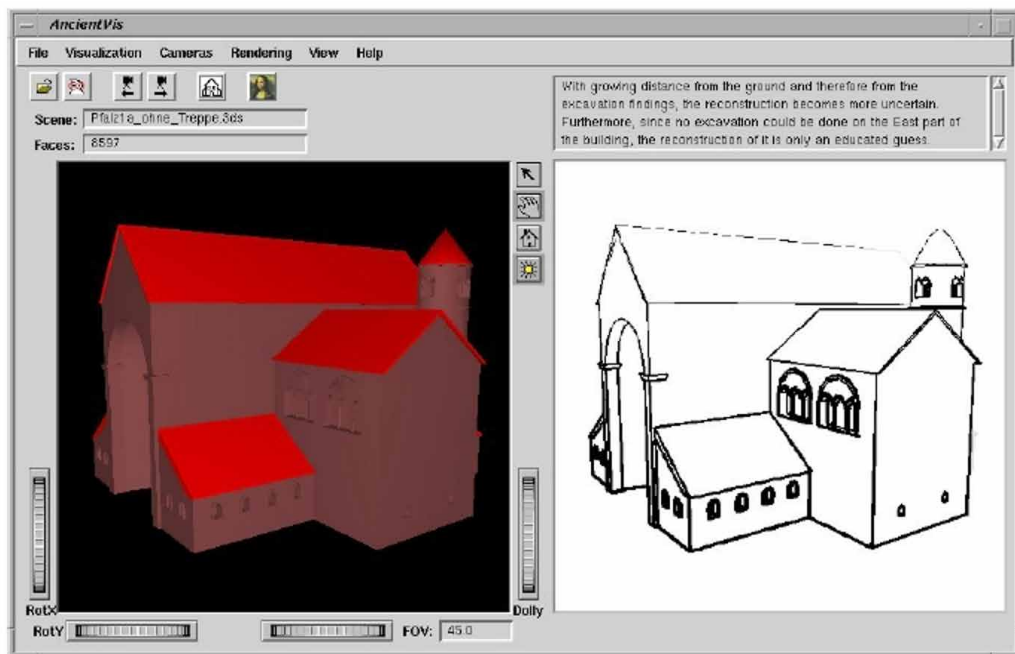 AncientVis
File Visualization Cameras Rendering View Help
With growing distance from the ground and therefore from the
excavation findings, the reconstruction becomes more uncertain.
Furthermore, since no excavation could be done on the East part of
the building, the reconstruction of it is only an educated guess.
Scene: Pfalz1a_ohne_Treppe.3ds
Faces: 8597
RotX
Dolly
RotY
FOV: 45.0